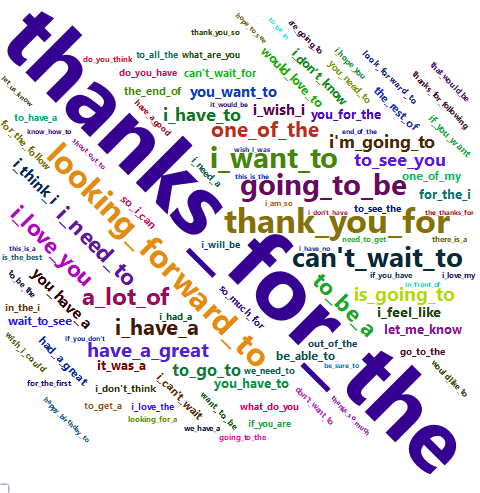 thanks_for_the
hope_to_see
to_be_in
are_going_to
thank_you_so
to_all_the
what_are_you
do_you_think
i_hope_you
look_forward_to
that_would_be
do_you_have
can't_wait_for
would_love_to
i_don't_know
you_need_to
thanks_for_following
let_us_know
the_end_of
you_want_to
the_rest_of
have_a_good
it_would_be
i_wish_i
you_for_the
to_have_a
i_have_to
if_you_want
for_the_follow
know_how_to
one_of_the
end_of_the
shout_out_to
i_want_to
i'm_going_to
wish_i_was
to_see_you
looking_forward_to
i_need_a
this_is_the
one_of_my
i_think_i
going_to_be
for_the_i
so_i_can
i_am_so
i_dont_have
to_see_the
the_thanks_for
i_love_you
i_need_to
thank_you_for
i_will_be
need_to_get
there_is_a
this_is_a
i_have_no
is_the_best
can't_wait_to
to_be_the
you_have_a
if_you_have
i_love_my
so_much_for
to_be_a
in_front_of
a_lot_of
is_going_to
in_the_i
wait_to_see
i_had_a
i_have_a
i_feel_like
let_me_know
wish_i_could
if_you_don't
had_a_great
have_a_great
out_of_the
be_able_to
go_to_the
it_was_a
to_go_to
we_need_to
be_sure_to
would_like_to
for_the_first
i_don't_think
i_can't_wait
you_have_to
don't_want_to
to_get_a
i_love_the
want_to_be
what_do_you
thanks_so_much
happy_birthday_to
looking_for_a
we_have_a
if_you_are
going_to_the